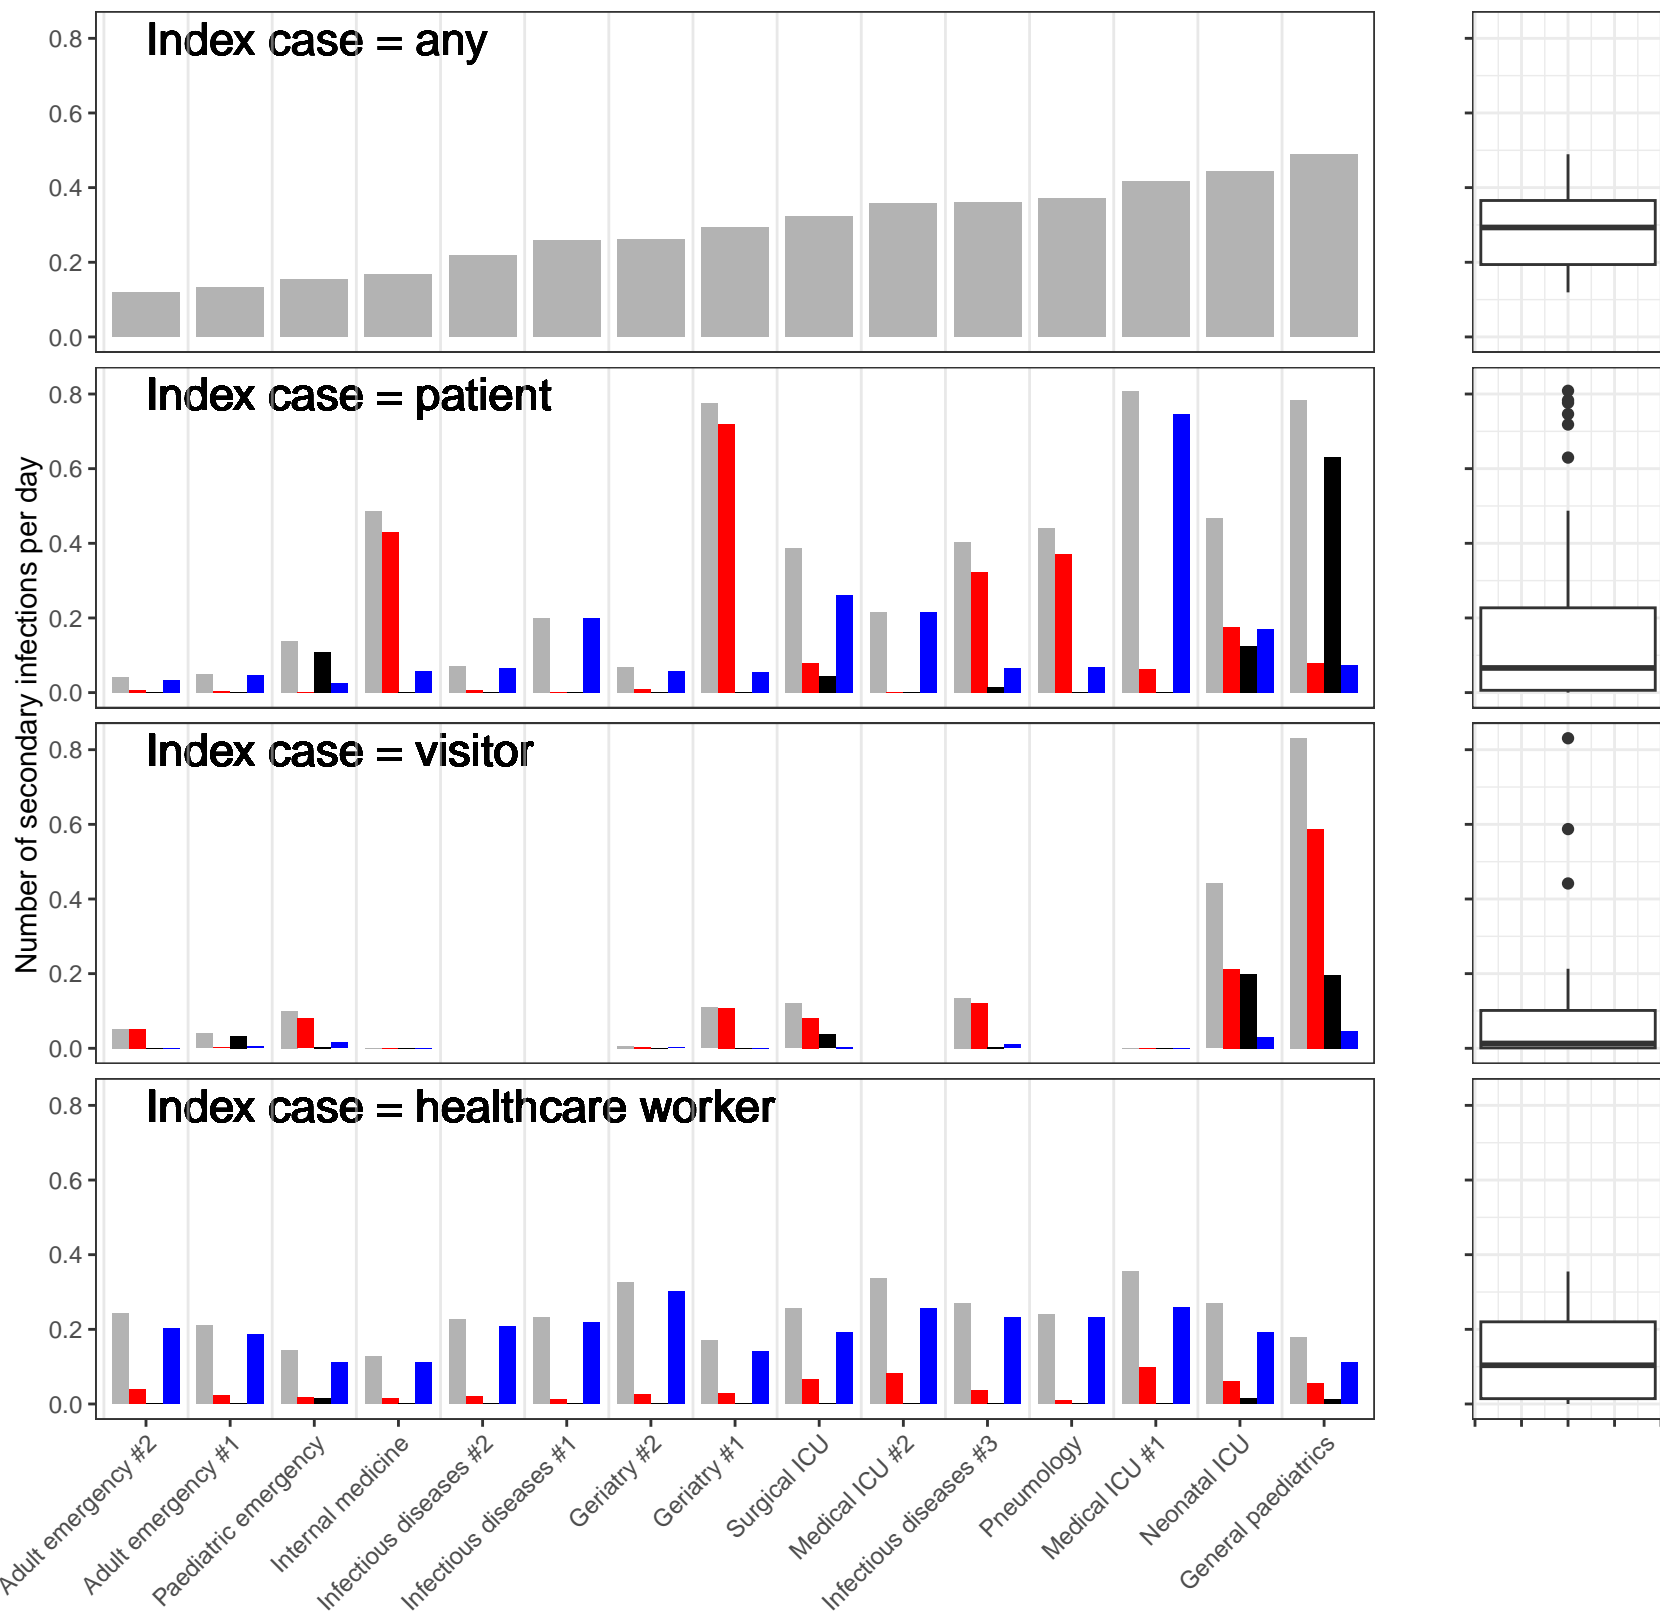 Index case = any
0.8
0.6
0.4
0.2
0.0
Index case = patient
0.8
0.6
0.4
0.2
0.0
Number of secondary infections per day
Index case = visitor
0.8
0.6
0.4
0.2
0.0
Index case = healthcare worker
0.8
0.6
0.4
0.2
0.0
Adult emergency #2
Adult emergency #1
Paediatric emergency
Internal medicine
Infectious diseases #2
Infectious diseases #1
Geriatry #2
Geriatry #1
Surgical ICU
Medical ICU #2
Infectious diseases #3
Pneumology
Medical ICU #1
Neonatal ICU
General paediatrics